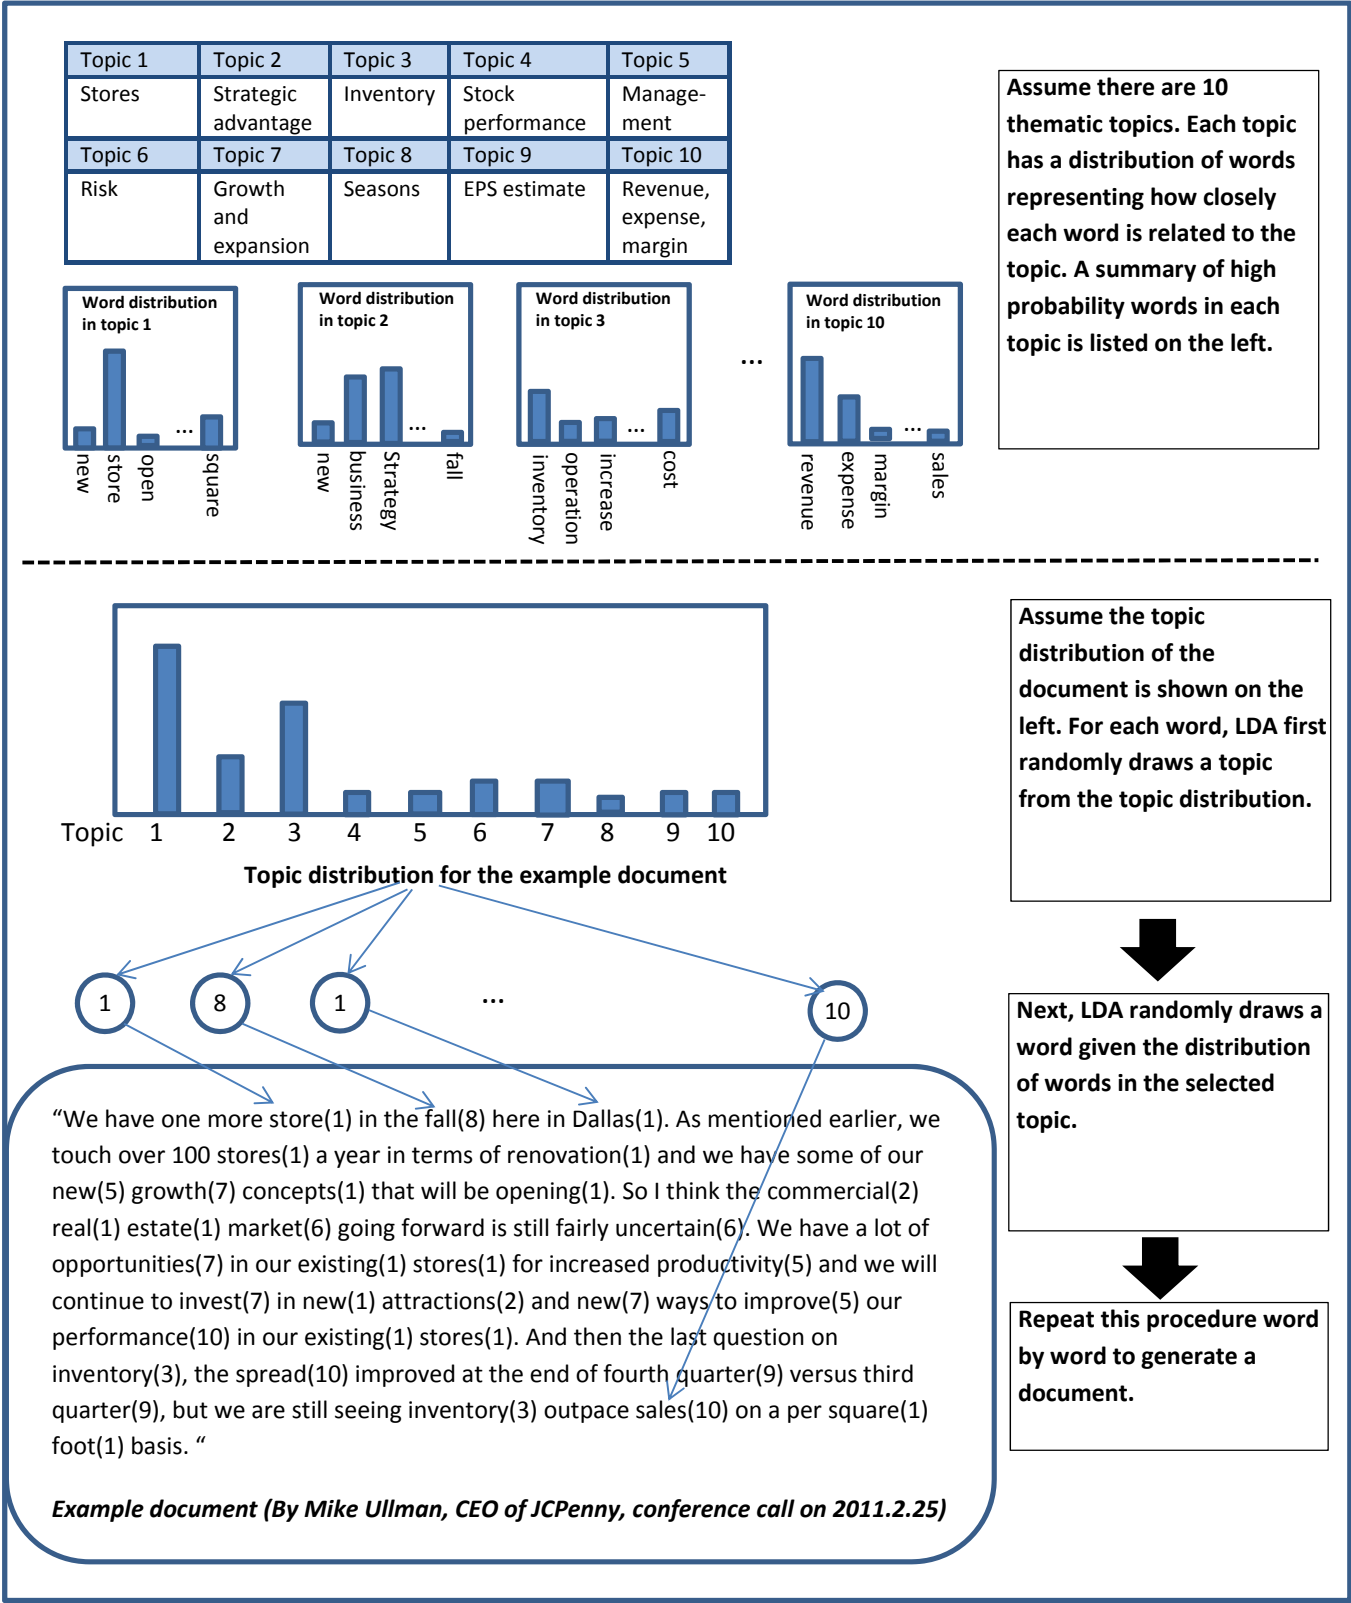 Topic 1 Topic 2 Topic 3 Topic 4 Topic 5
Stores Strategic advantage Inventory Stock performance Manage-ment
Topic 6 Topic 7 Topic 8 Topic 9 Topic 10
Risk Growth and expansion Seasons EPS estimate Revenue, expense, margin
Assume there are 10
thematic topics. Each topic
has a distribution of words
representing how closely
each word is related to the
topic. A summary of high
probability words in each
topic is listed on the left.
Word distribution
in topic 1
...
new store open square
Word distribution
in topic 2
...
new business Strategy fall
Word distribution
in topic 3
...
inventory operation increase cost
...
Word distribution
in topic 10
...
revenue expense margin sales
Topic 1 2 3 4 5 6 7 8 9 10
Topic distribution for the example document
Assume the topic
distribution of the
document is shown on the
left. For each word, LDA first
randomly draws a topic
from the topic distribution.
1 8 1 ... 10
Next, LDA randomly draws a
word given the distribution
of words in the selected
topic.
“We have one more store(1) in the fall(8) here in Dallas(1). As mentioned earlier, we
touch over 100 stores(1) a year in terms of renovation(1) and we have some of our
new(5) growth(7) concepts(1) that will be opening(1). So I think the commercial(2)
real(1) estate(1) market(6) going forward is still fairly uncertain(6). We have a lot of
opportunities(7) in our existing(1) stores(1) for increased productivity(5) and we will
continue to invest(7) in new(1) attractions(2) and new(7) ways to improve(5) our
performance(10) in our existing(1) stores(1). And then the last question on
inventory(3), the spread(10) improved at the end of fourth quarter(9) versus third
quarter(9), but we are still seeing inventory(3) outpace sales(10) on a per square(1)
foot(1) basis. “
Example document (By Mike Ullman, CEO of JCPenny, conference call on 2011.2.25)
Repeat this procedure word
by word to generate a
document.